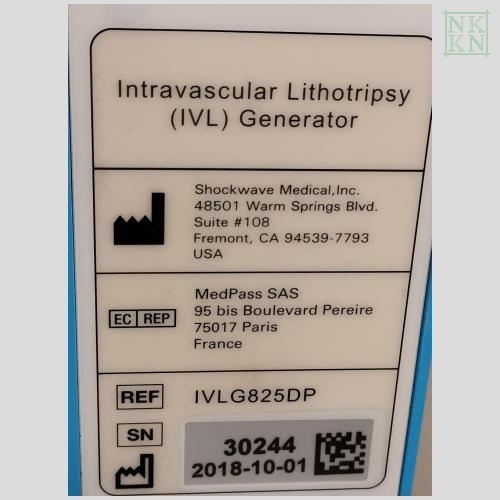 NK
KN
Intravascular Lithotripsy
(IVL) Generator
Shockwave Medical,Inc.
48501 Warm Springs Blvd.
Suite #108
Fremont, CA 94539-7793
USA
EC REP
MedPass SAS
95 bis Boulevard Pereire
75017 Paris
France
REF
IVLG825DP
SN
30244
2018-10-01